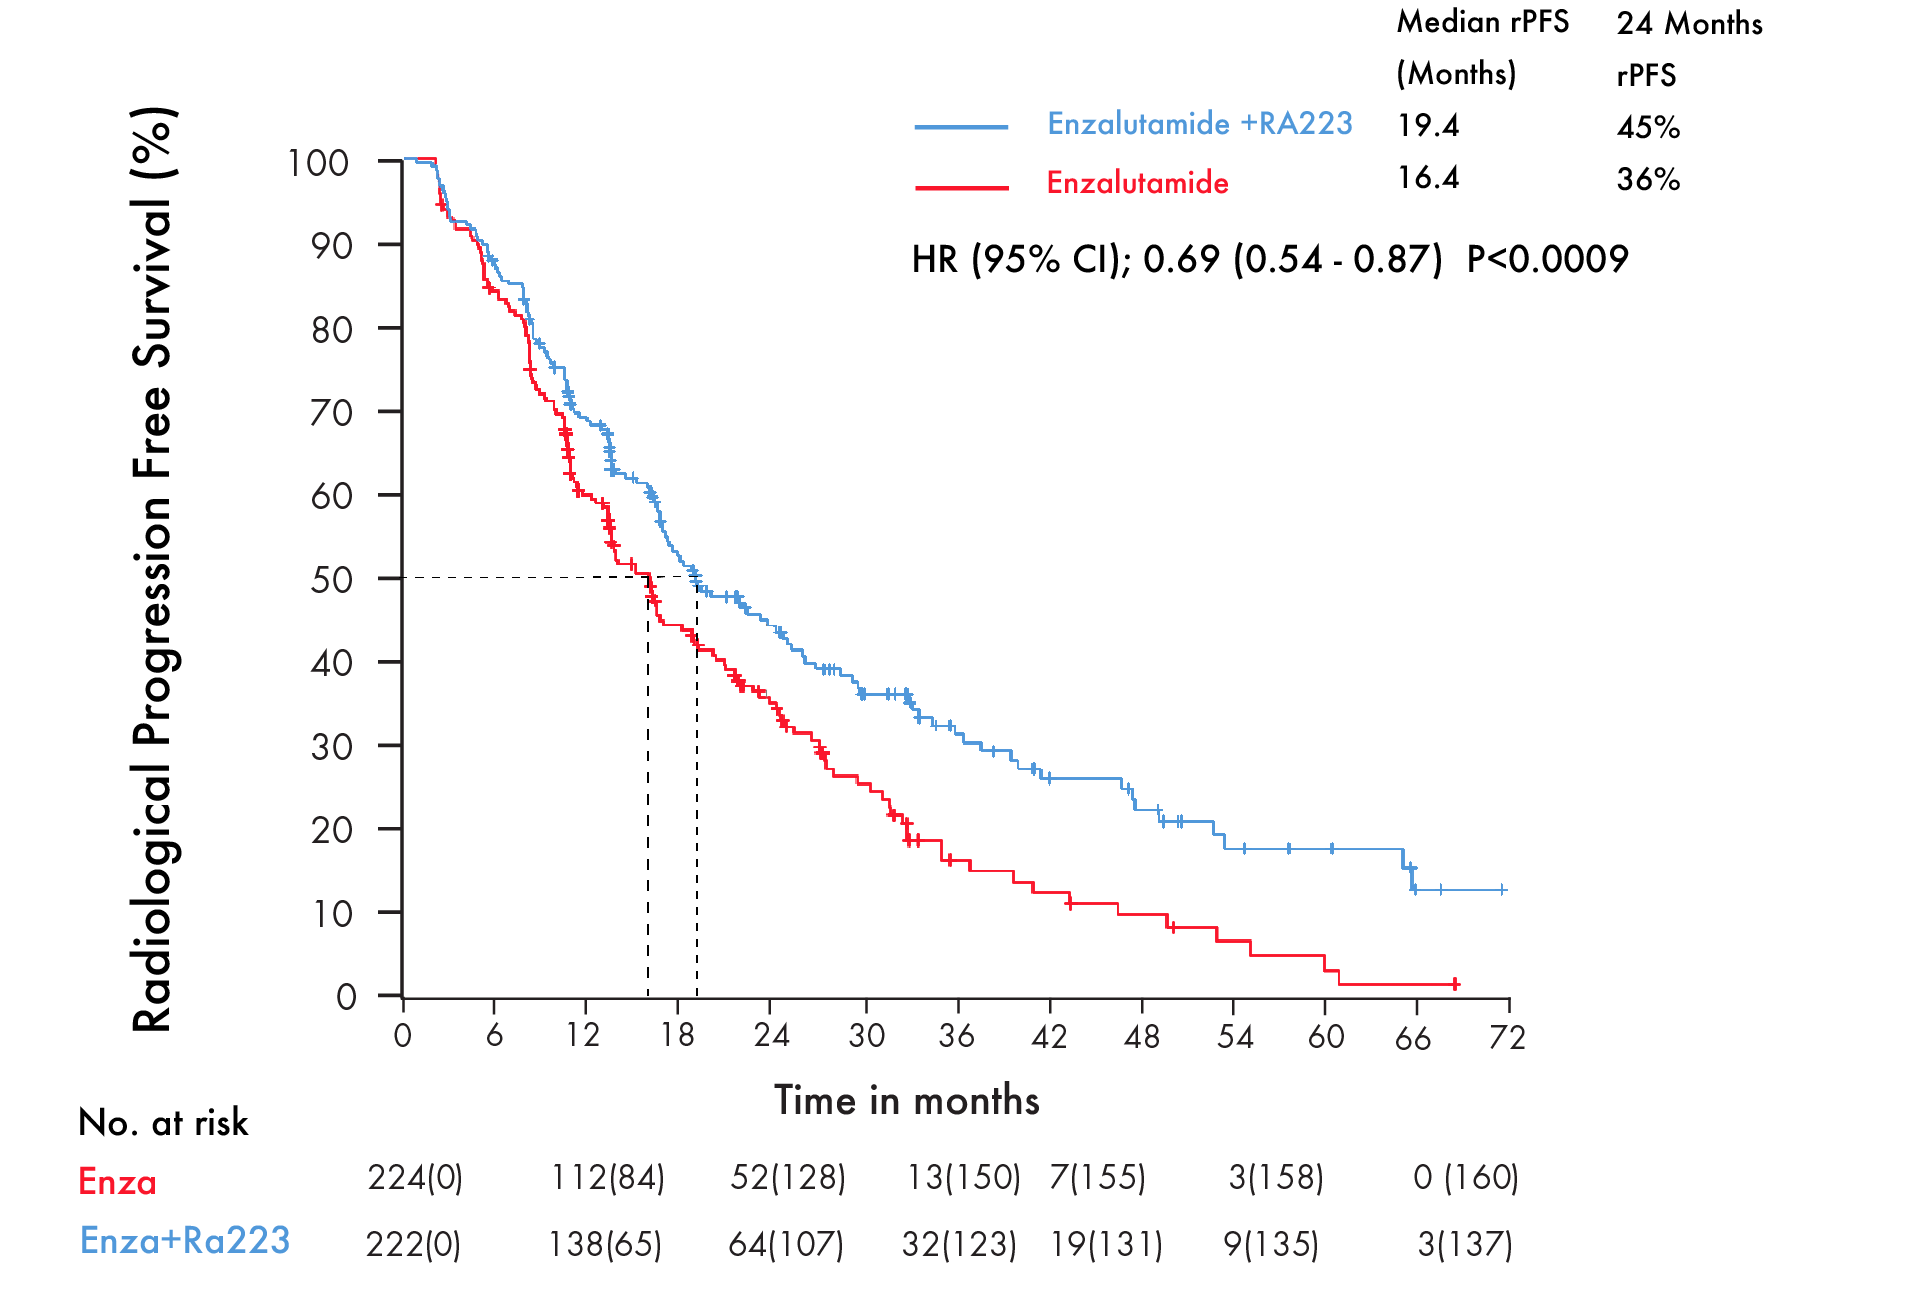 Median rPFS 24 Months
(Months) rPFS
Enzalutamide +RA223 19.4 45%
Enzalutamide 16.4 36%
HR (95% CI); 0.69 (0.54 - 0.87) P<0.0009
Radiological Progression Free Survival (%)
100
90
80
70
60
50
40
30
20
10
0
0 6 12 18 24 30 36 42 48 54 60 66 72
Time in months
No. at risk
Enza 224(0) 112(84) 52(128) 13(150) 7(155) 3(158) 0 (160)
Enza+Ra223 222(0) 138(65) 64(107) 32(123) 19(131) 9(135) 3(137)